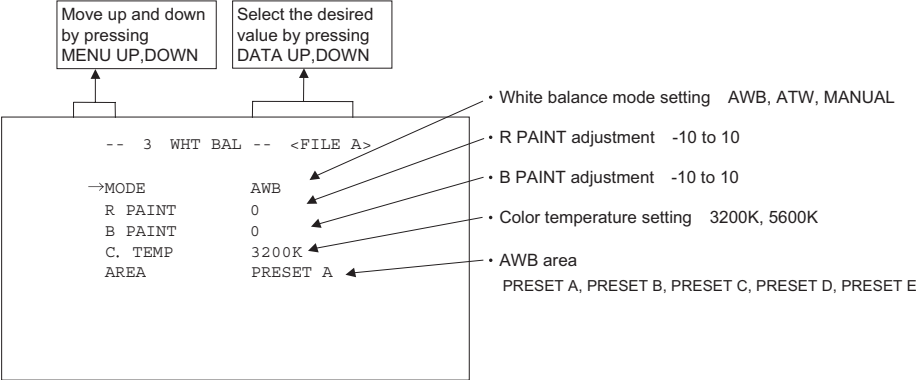 Move up and down
by pressing
MENU UP,DOWN
Select the desired
value by pressing
DATA UP,DOWN
-- 3 WHT BAL -- <FILE A>
→MODE AWB
R PAINT 0
B PAINT 0
C. TEMP 3200K
AREA PRESET A
・White balance mode setting AWB, ATW, MANUAL
・R PAINT adjustment -10 to 10
・B PAINT adjustment -10 to 10
・Color temperature setting 3200K, 5600K
・AWB area
PRESET A, PRESET B, PRESET C, PRESET D, PRESET E